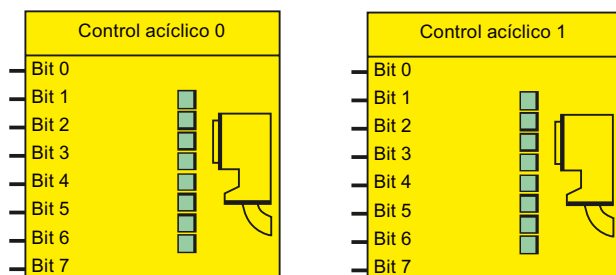 Control acíclico 0
Bit 0
Bit 1
Bit 2
Bit 3
Bit 4
Bit 5
Bit 6
Bit 7
Control acíclico 1
Bit 0
Bit 1
Bit 2
Bit 3
Bit 4
Bit 5
Bit 6
Bit 7